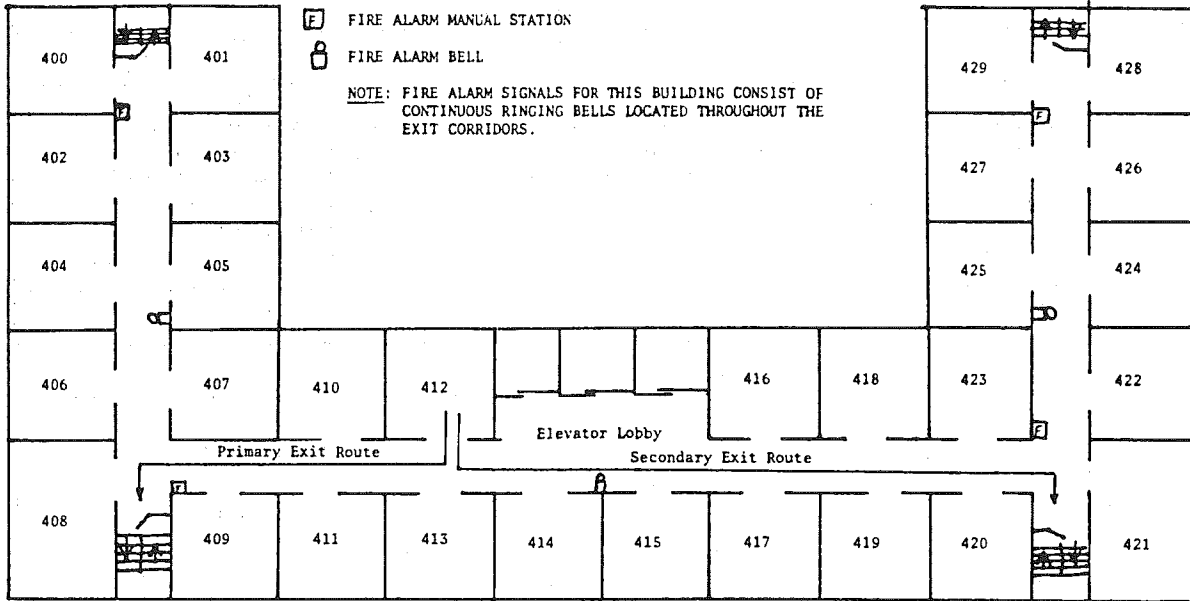 F FIRE ALARM MANUAL STATION
FIRE ALARM BELL
NOTE: FIRE ALARM SIGNALS FOR THIS BUILDING CONSIST OF
CONTINUOUS RINGING BELLS LOCATED THROUGHOUT THE
EXIT CORRIDORS.
400 401 429 428
F F
402 403 427 426
404 405 425 424
406 407 410 412 416 418 423 422
F
Elevator Lobby
Primary Exit Route Secondary Exit Route
F
408 409 411 413 414 415 417 419 420 421